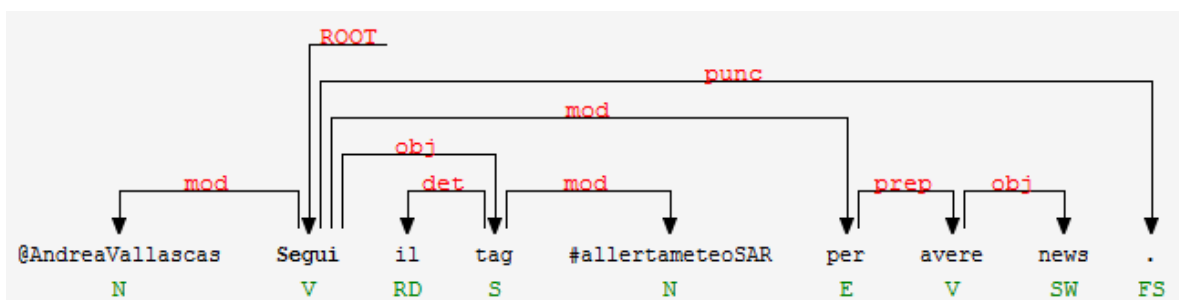 ROOT
punc
mod
obj
mod det mod prep obj
@AndreaVallascas Segui il tag #allertameteoSAR per avere news .
N V RD S N E V SW FS